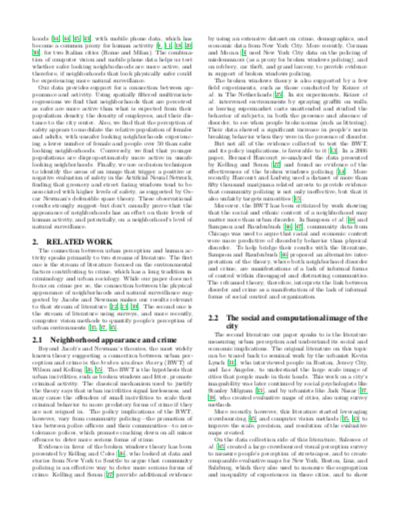 hoods [44, 34, 35, 43], with mobile phone data, which has
become a common proxy for human activity
for two Italian cities (Rome and Milan). The combina-
tion of computer vision and mobile phone data helps us test
whether safer looking neighborhoods are more active, and
therefore, if neighborhoods that look physically safer could
be experiencing more natural surveillance.
Our data provides support for a connection between ap-
pearance and activity. Using spatially filtered multivariate
regressions we find that neighborhoods that are perceived
as safer are more active than what is expected from their
population density, the density of employees, and their dis-
tance to the city center. Also, we find that the perception of
safety appears to modulate the relative population of females
and adults, with unsafer looking neighborhoods experienc-
ing a lower number of females and people over 50 than safer
looking neighborhoods. Conversely, we find that younger
populations are disproportionately more active in unsafe
looking neighborhoods. Finally, we use occlusion techniques
to identify the areas of an image that trigger a positive or
negative evaluation of safety in the Artificial Neural Network,
finding that greenery and street facing windows tend to be
associated with higher levels of safety, as suggested by Os-
car Newman's defensible space theory. These observational
results strongly suggest but don't causally prove that the
appearance of neighborhoods has an effect on their levels of
human activity, and potentially, on a neighborhood's level of
natural surveillance.
2. RELATED WORK
The connection between urban perception and human ac-
tivity speaks primarily to two streams of literature. The first
one is the stream of literature focused on the environmental
factors contributing to crime, which has a long tradition in
criminology and urban sociology. While our paper does not
focus on crime per se, the connection between the physical
appearance of neighborhoods and natural surveillance sug-
gested by Jacobs and Newman makes our results relevant
to that stream of literature. The second one is
the stream of literature using surveys, and more recently,
computer vision methods to quantify people's perception of
urban environments
2.1 Neighborhood appearance and crime
Beyond Jacobs' and Newman's theories, the most widely
known theory suggesting a connection between urban per-
ception and crime is the broken windows theory (BWT) of
Wilson and Kelling. The BWT is the hypothesis that
urban incivilities, such as broken windows and litter, promote
criminal activity. The classical mechanism used to justify
the theory says that urban incivilities signal lawlessness, and
may cause the offenders of small incivilities to scale their
criminal behavior to more predatory forms of crime if they
are not stopped in. The policy implications of the BWT,
however, vary from community policing—the promotion of
ties between police officers and their communities—to zero-
tolerance polices, which promote cracking down on all minor
offences to deter more serious forms of crime.
Evidence in favor of the broken windows theory has been
presented by Kelling and Coles, who looked at data and
stories from New York to Seattle to argue that community
policing is an effective way to deter more serious forms of
crime. Kelling and Sousa provide additional evidence
by using an extensive dataset on crime, demographics, and
economic data from New York City. More recently, Corman
and Mocan used New York City data on the policing of
misdemeanors (as a proxy for broken windows policing), and
on robbery, car theft, and grand larceny, to provide evidence
in support of broken windows policing.
The broken windows theory is also supported by a few
field experiments, such as those conducted by Keizer et
al. in The Netherlands. In six experiments, Keizer et
al. intervened environments by spraying graffiti on walls,
or leaving supermarket carts unattended and studied the
behavior of subjects, in both the presence and absence of
disorder, to see when people broke norms (such as littering).
Their data showed a significant increase in people's norm
breaking behavior when they were in the presence of disorder.
But not all of the evidence collected to test the BWT,
and its policy implications, is favorable to it. In a 2006
paper, Bernard Harcourt re-analyzed the data presented
by Kelling and Sousa and found no evidence of the
effectiveness of the broken windows policing. More
recently Harcourt and Ludwig used a dataset of more than
fifty thousand marijuana related arrests to provide evidence
that community policing is not only ineffective, but that it
also unfairly targets minorities.
Moreover, the BWT has been criticized by work showing
that the social and ethnic context of a neighborhood may
matter more than urban disorder. In Sampson et al. and
Sampson and Raudenbush, community data from
Chicago was used to argue that racial and economic context
were more predictive of disorderly behavior than physical
disorder. To help bridge their results with the literature,
Sampson and Raudenbush proposed an alternative inter-
pretation of the theory, where both neighborhood disorder
and crime, are manifestations of a lack of informal forms
of control within disengaged and distrusting communities.
The reframed theory, therefore, interprets the link between
disorder and crime as a manifestation of the lack of informal
forms of social control and organization.
2.2 The social and computational image of the
city
The second literature our paper speaks to is the literature
measuring urban perception and understand its social and
economic implications. The original literature on this topic
can be traced back to seminal work by the urbanist Kevin
Lynch, who interviewed people in Boston, Jersey City,
and Los Angeles, to understand the large scale image of
cities that people made in their heads. This work on a city's
imaginability was later continued by social psychologists like
Stanley Milgram, and by urbanists like Jack Nasar
who created evaluative maps of cities, also using survey
methods.
More recently, however, this literature started leveraging
crowdsourcing and computer vision methods to
improve the scale, precision, and resolution of the evaluative
maps created.
On the data collection side of this literature, Salesses et
al. created a large crowdsourced visual perception survey
to measure people's perception of streetscapes, and to create
comparable evaluative maps for New York, Boston, Linz, and
Salzburg, which they also used to measure the segregation
and inequality of experiences in these cities, and to show